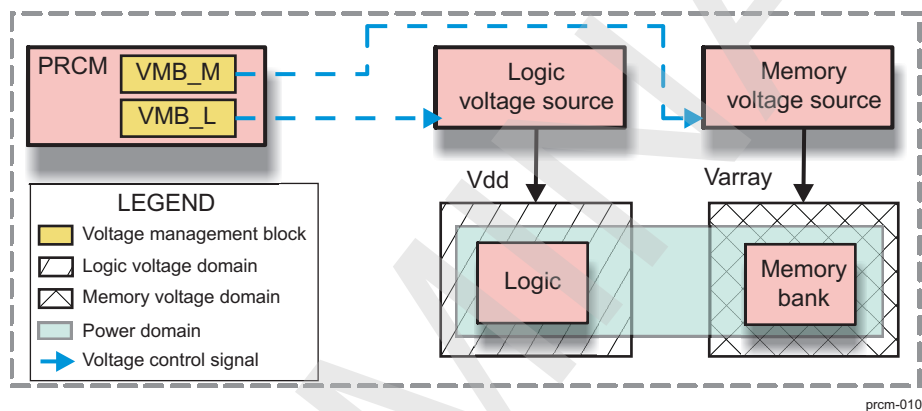 PRCM
VMB_M
VMB_L
Logic
voltage source
Memory
voltage source
Vdd
Varray
LEGEND
Voltage management block
Logic voltage domain
Memory voltage domain
Power domain
Voltage control signal
Logic
Memory
bank
prcm-010